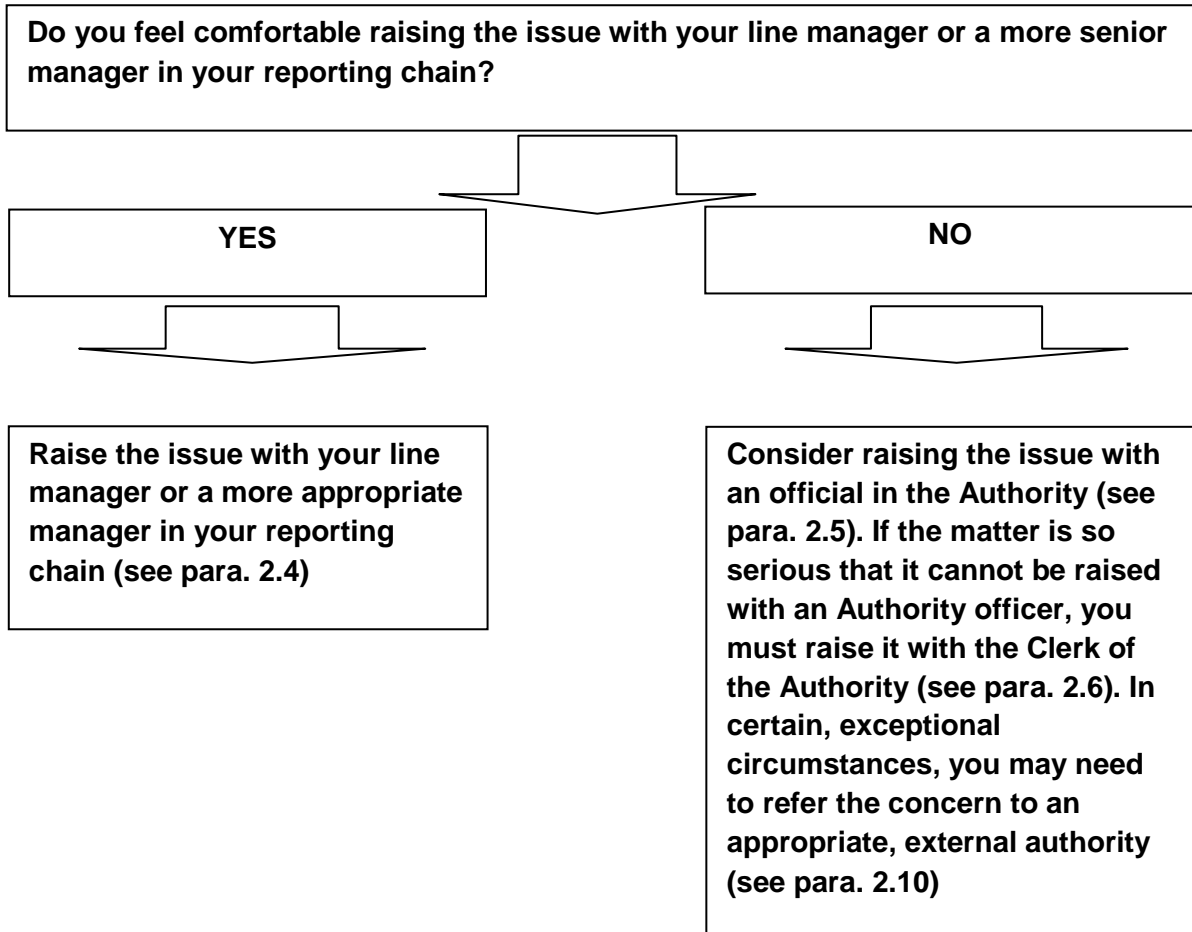 Do you feel comfortable raising the issue with your line manager or a more senior
manager in your reporting chain?
YES
NO
Raise the issue with your line
manager or a more appropriate
manager in your reporting
chain (see para. 2.4)
Consider raising the issue with
an official in the Authority (see
para. 2.5). If the matter is so
serious that it cannot be raised
with an Authority officer, you
must raise it with the Clerk of
the Authority (see para. 2.6). In
certain, exceptional
circumstances, you may need
to refer the concern to an
appropriate, external authority
(see para. 2.10)